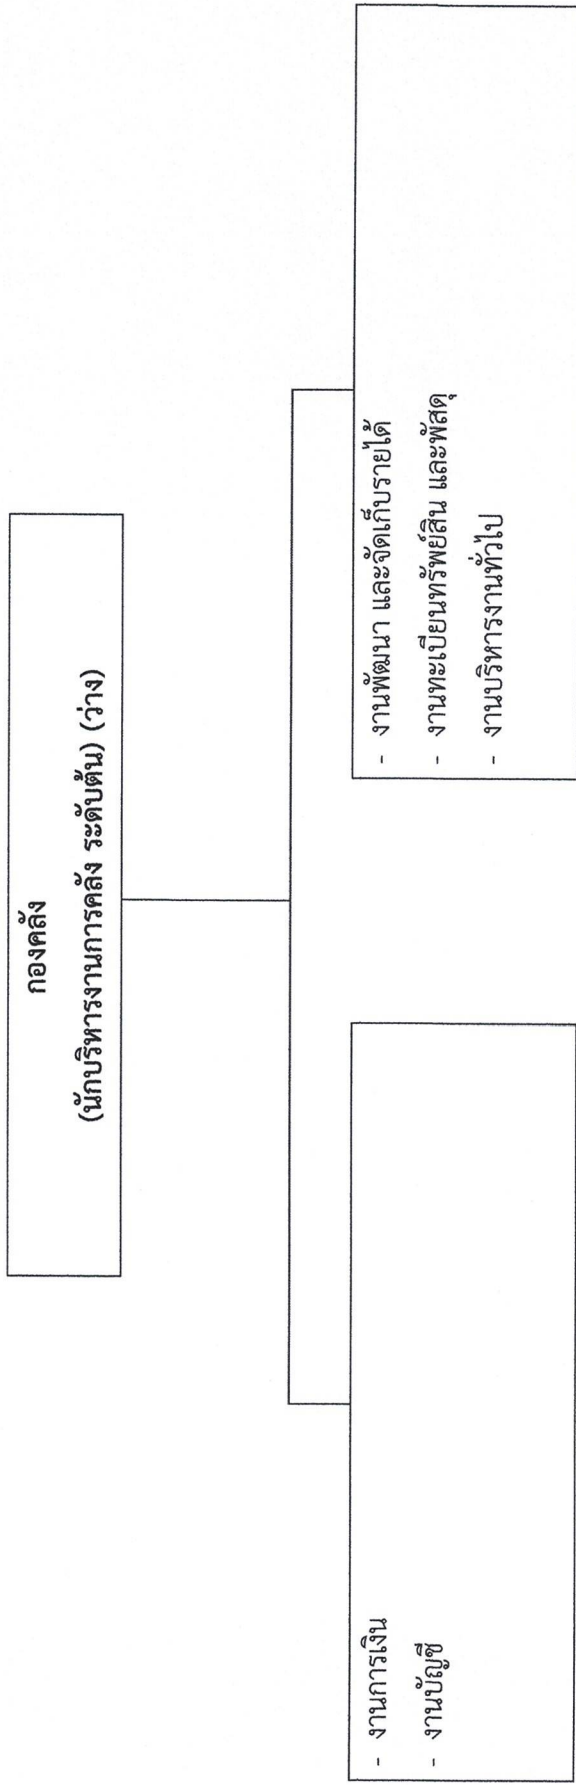 กองคลัง
(นักบริหารงานการคลัง ระดับต้น) (ว่าง)
- งานการเงิน
- งานบัญชี
- งานพัฒนา และจัดเก็บรายได้
- งานทะเบียนทรัพย์สิน และพัสดุ
- งานบริหารงานทั่วไป